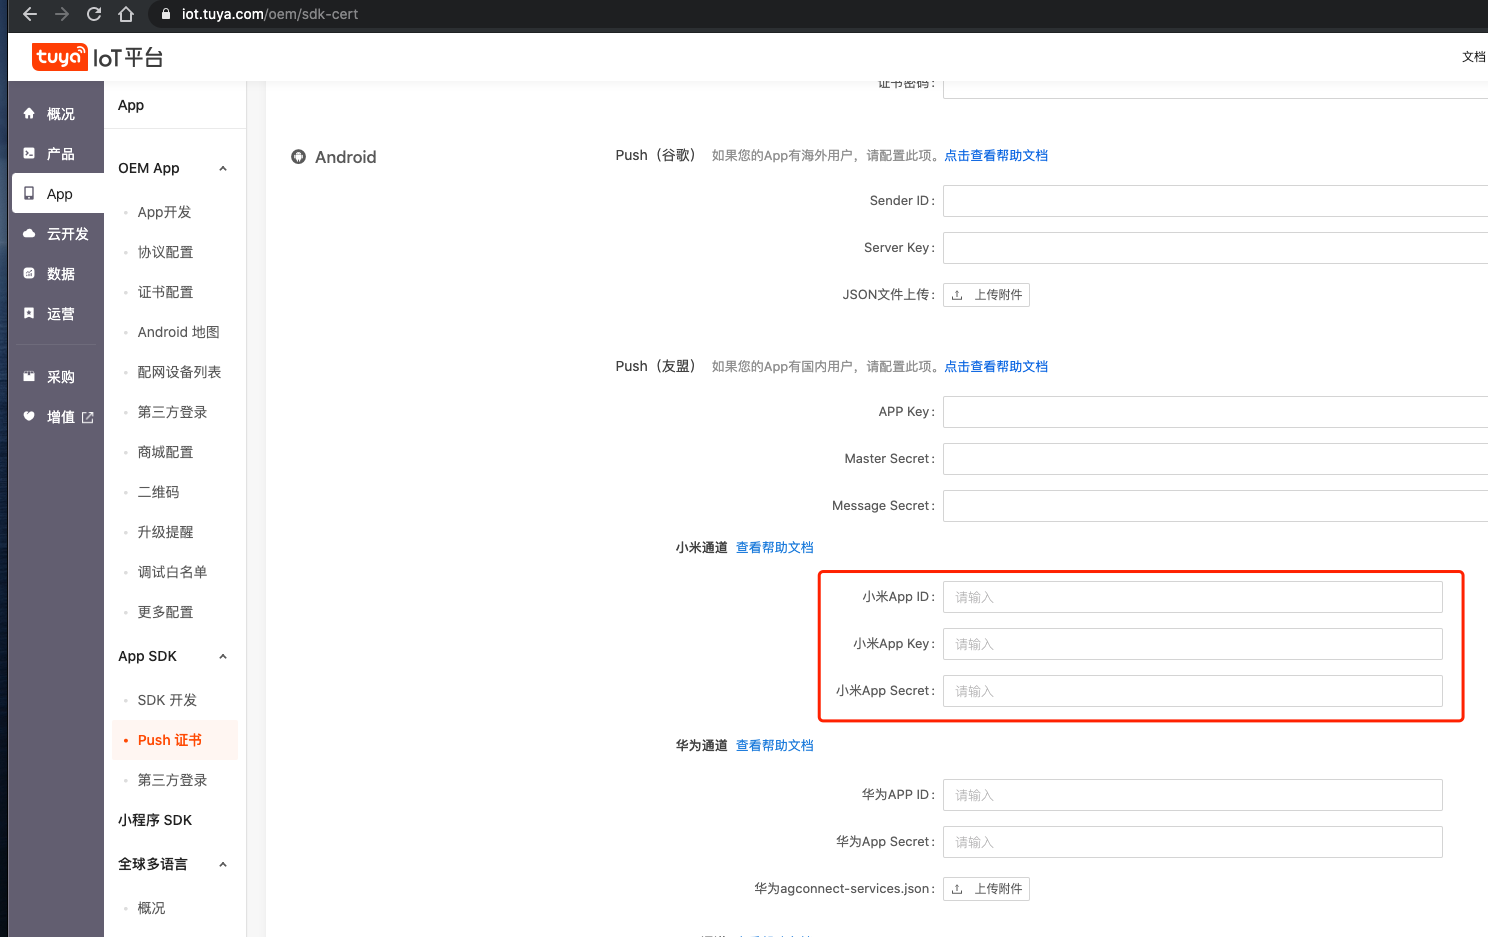 iot.tuya.com/oem/sdk-cert
tuya IoT平台
文档
概况
产品
App
云开发
数据
运营
采购
增值
App
OEM App
App开发
协议配置
证书配置
Android 地图
配网设备列表
第三方登录
商城配置
二维码
升级提醒
调试白名单
更多配置
App SDK
SDK 开发
Push 证书
第三方登录
小程序 SDK
全球多语言
概况
证书密码:
Android
Push（谷歌） 如果您的App有海外用户，请配置此项。点击查看帮助文档
Sender ID:
Server Key:
JSON文件上传: 上传附件
Push（友盟） 如果您的App有国内用户，请配置此项。点击查看帮助文档
APP Key:
Master Secret:
Message Secret:
小米通道 查看帮助文档
小米App ID: 请输入
小米App Key: 请输入
小米App Secret: 请输入
华为通道 查看帮助文档
华为APP ID: 请输入
华为App Secret: 请输入
华为agconnect-services.json: 上传附件